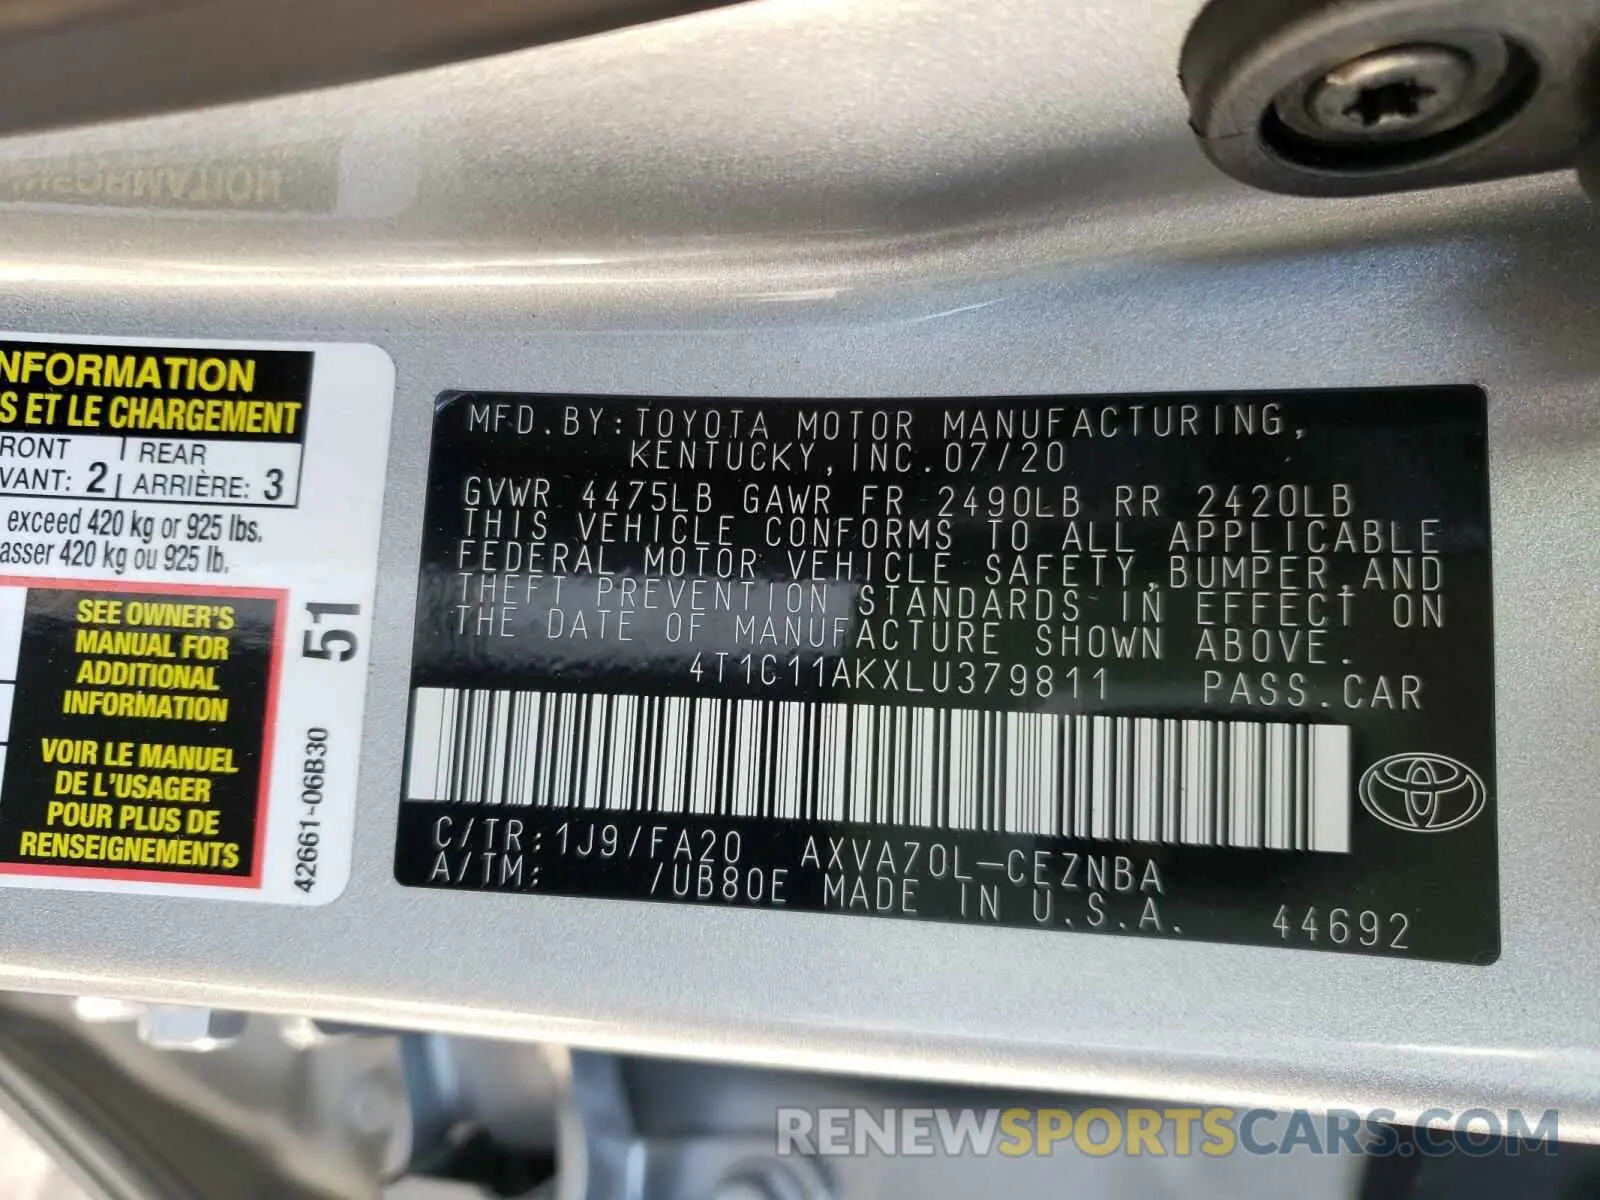 INFORMATION
NFORMATION
S ET LE CHARGEMENT
RONT REAR
VANT: 2 ARRIÈRE: 3
exceed 420 kg or 925 lbs.
asser 420 kg ou 925 lb.
SEE OWNER'S
MANUAL FOR
ADDITIONAL
INFORMATION
VOIR LE MANUEL
DE L'USAGER
POUR PLUS DE
RENSEIGNEMENTS
51
42661-06B30
MFD.BY:TOYOTA MOTOR MANUFACTURING,
KENTUCKY,INC.07/20
GVWR 4475LB GAWR FR 2490LB RR 2420LB
THIS VEHICLE CONFORMS TO ALL APPLICABLE
FEDERAL MOTOR VEHICLE SAFETY,BUMPER,AND
THEFT PREVENTION STANDARDS IN EFFECT ON
THE DATE OF MANUFACTURE SHOWN ABOVE.
4T1C11AKXLU379811 PASS.CAR
C/TR:1J9/FA20 AXVA70L-CEZNBA
A/TM: /UB80E MADE IN U.S.A. 44692
RENEWSPORTSCARS.COM